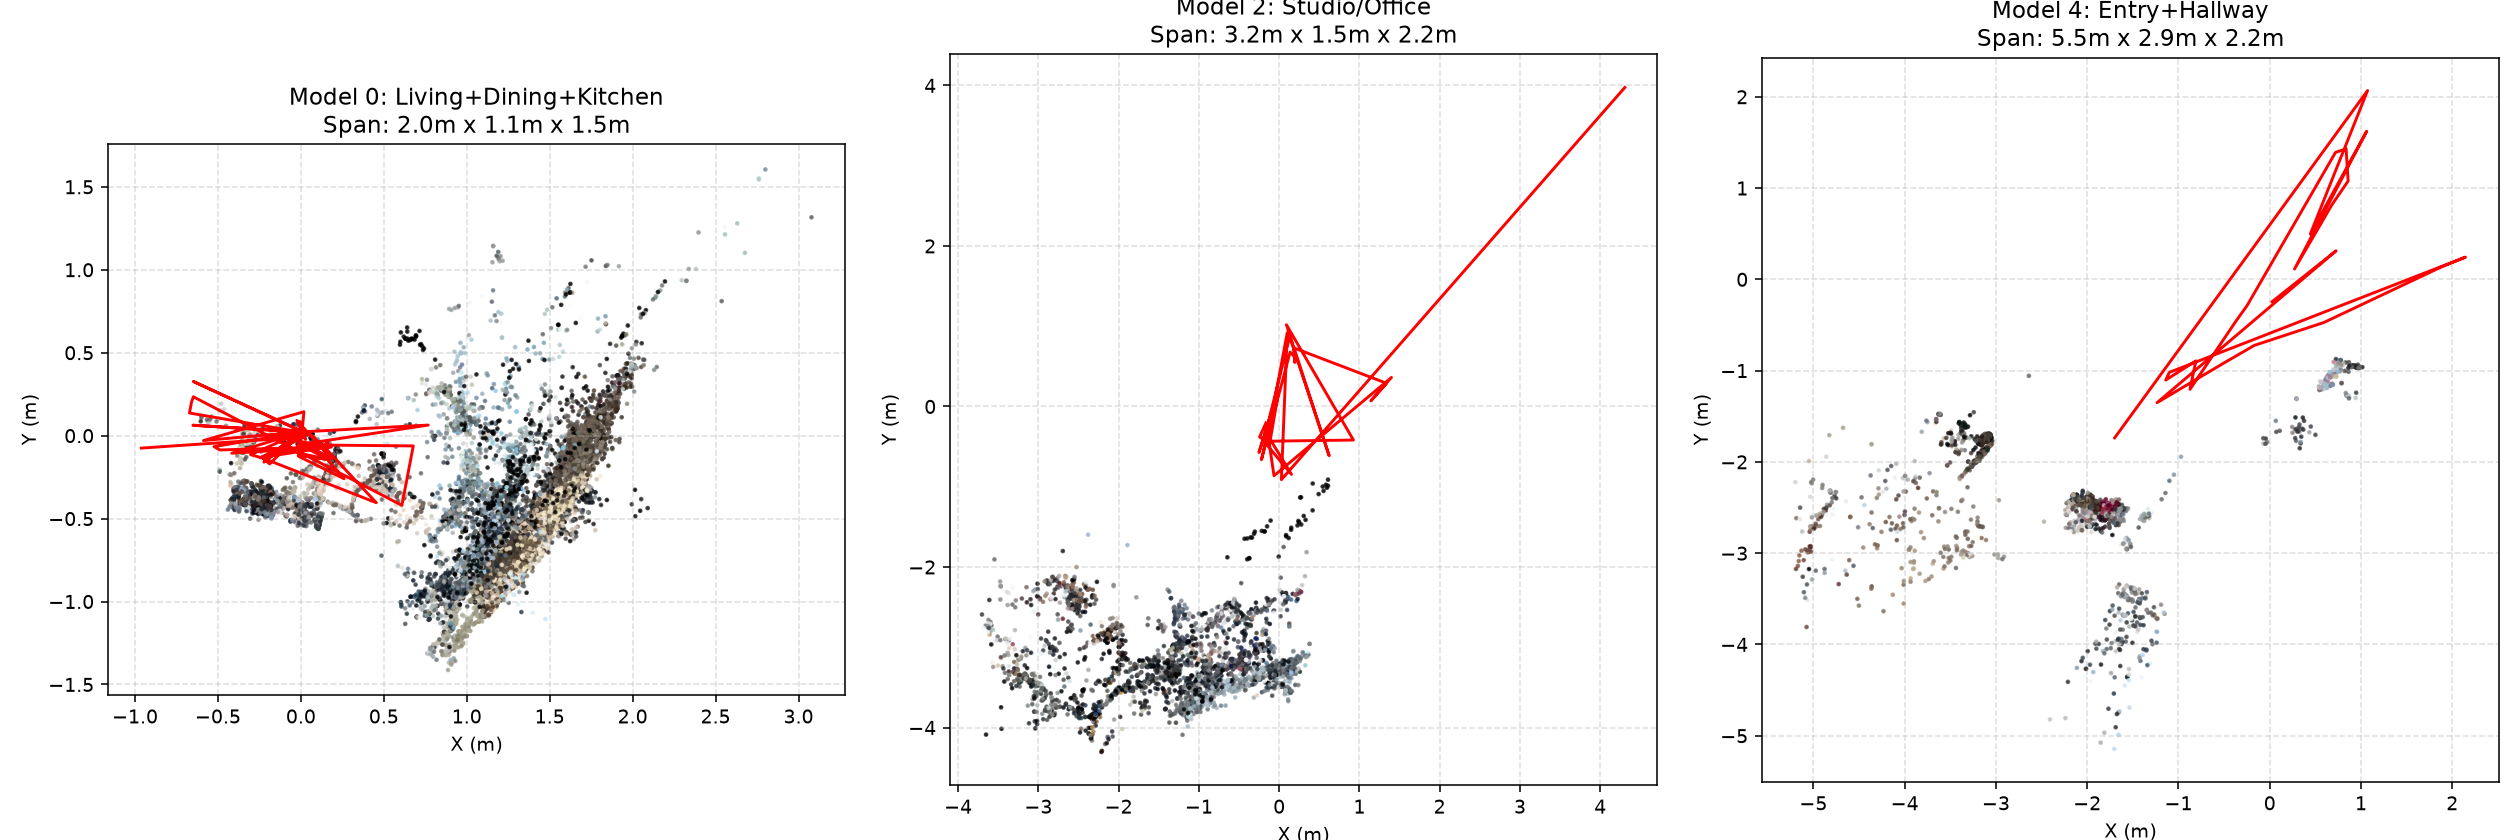 Model 0: Living+Dining+Kitchen
Span: 2.0m x 1.1m x 1.5m
1.5
1.0
0.5
0.0
−0.5
−1.0
−1.5
Y (m)
−1.0 −0.5 0.0 0.5 1.0 1.5 2.0 2.5 3.0
X (m)
Model 2: Studio/Office
Span: 3.2m x 1.5m x 2.2m
4
2
0
−2
−4
Y (m)
−4 −3 −2 −1 0 1 2 3 4
X (m)
Model 4: Entry+Hallway
Span: 5.5m x 2.9m x 2.2m
2
1
0
−1
−2
−3
−4
−5
Y (m)
−5 −4 −3 −2 −1 0 1 2
X (m)